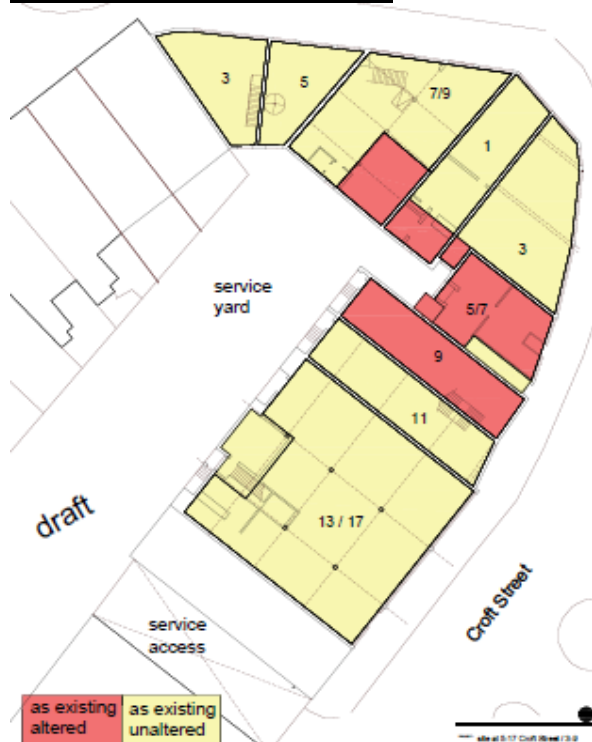 3
5
7/9
1
3
service
yard
5/7
9
11
13 / 17
draft
service
access
Croft Street
as existing
altered
as existing
unaltered